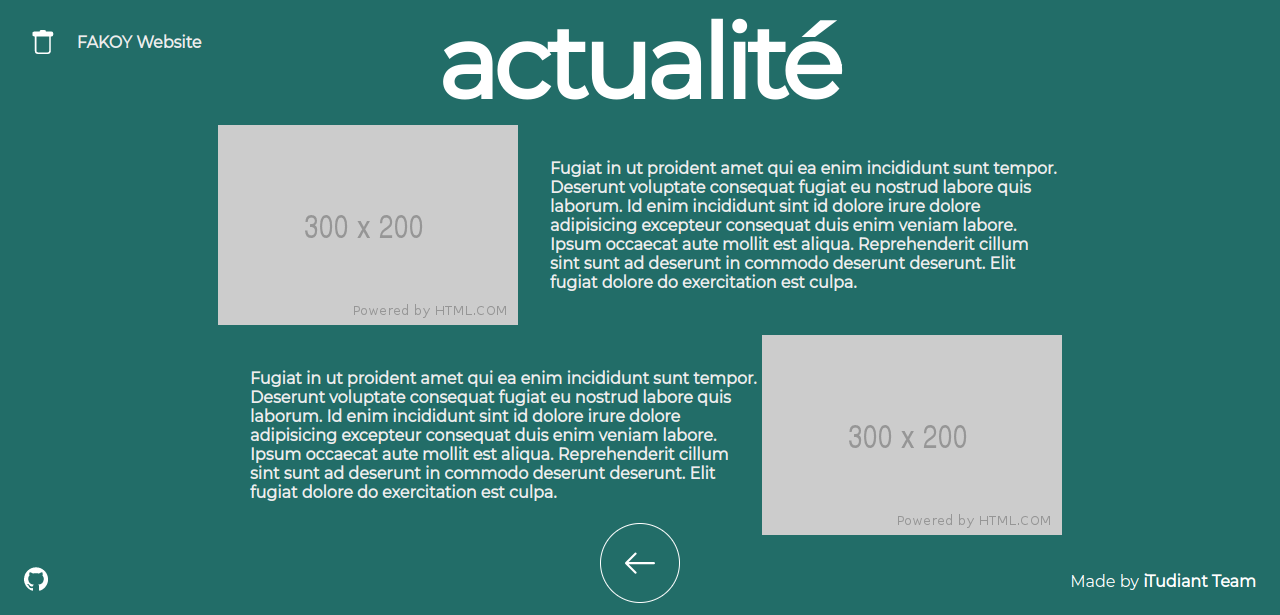 FAKOY Website
actualité
300 x 200
Powered by HTML.COM
Fugiat in ut proident amet qui ea enim incididunt sunt tempor.
Deserunt voluptate consequat fugiat eu nostrud labore quis
laborum. Id enim incididunt sint id dolore irure dolore
adipisicing excepteur consequat duis enim veniam labore.
Ipsum occaecat aute mollit est aliqua. Reprehenderit cillum
sint sunt ad deserunt in commodo deserunt deserunt. Elit
fugiat dolore do exercitation est culpa.
Fugiat in ut proident amet qui ea enim incididunt sunt tempor.
Deserunt voluptate consequat fugiat eu nostrud labore quis
laborum. Id enim incididunt sint id dolore irure dolore
adipisicing excepteur consequat duis enim veniam labore.
Ipsum occaecat aute mollit est aliqua. Reprehenderit cillum
sint sunt ad deserunt in commodo deserunt deserunt. Elit
fugiat dolore do exercitation est culpa.
300 x 200
Powered by HTML.COM
Made by iTudiant Team